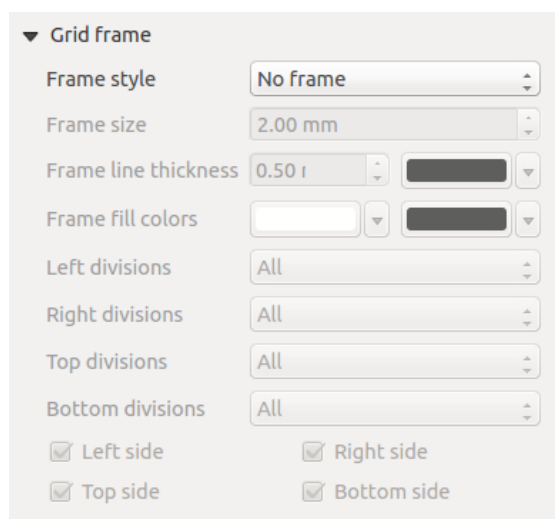 Grid frame
Frame style No frame
Frame size 2.00 mm
Frame line thickness 0.50 r
Frame fill colors
Left divisions All
Right divisions All
Top divisions All
Bottom divisions All
Left side Right side
Top side Bottom side